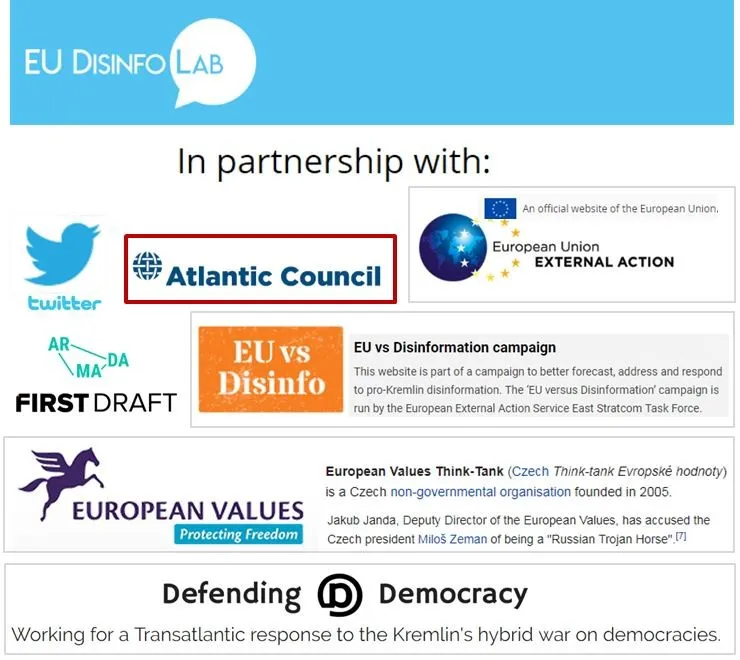 EU DISINFO LAB
In partnership with:
twitter
Atlantic Council
An official website of the European Union.
European Union
EXTERNAL ACTION
AR
MA
DA
FIRSTDRAFT
EU vs
Disinfo
EU vs Disinformation campaign
This website is part of a campaign to better forecast, address and respond
to pro-Kremlin disinformation. The 'EU versus Disinformation' campaign is
run by the European External Action Service East Stratcom Task Force.
EUROPEAN VALUES
Protecting Freedom
European Values Think-Tank (Czech Think-tank Evropské hodnoty)
is a Czech non-governmental organisation founded in 2005.
Jakub Janda, Deputy Director of the European Values, has accused the
Czech president Miloš Zeman of being a "Russian Trojan Horse".[7]
Defending D Democracy
Working for a Transatlantic response to the Kremlin's hybrid war on democracies.